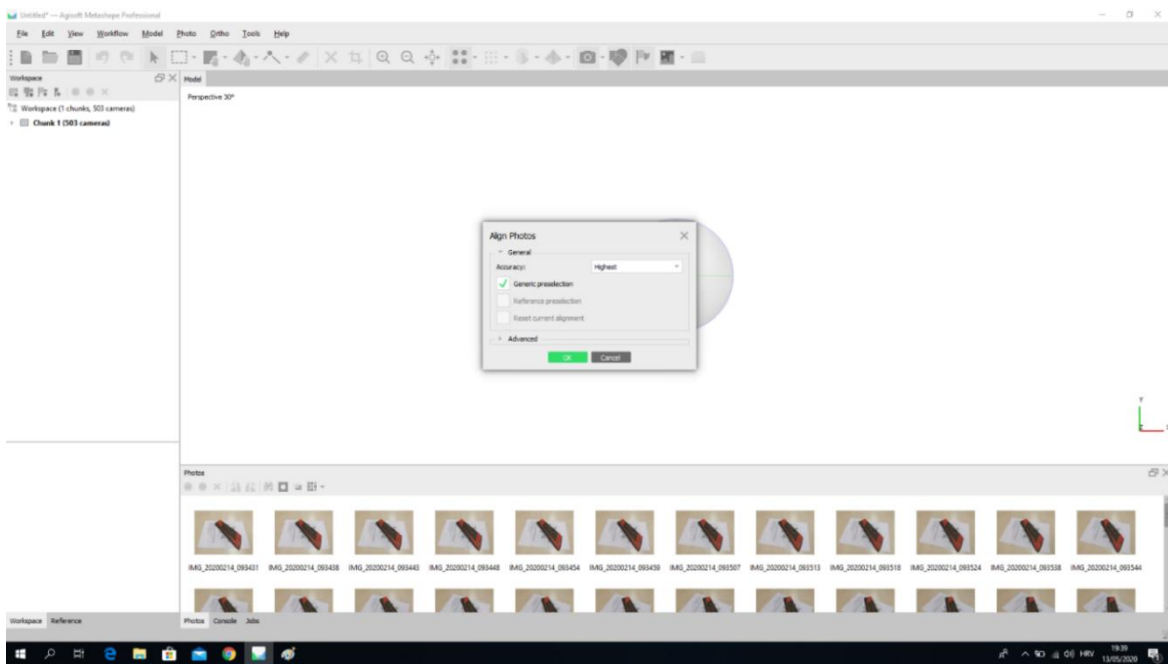 Untitled* — Agisoft Metashape Professional
File Edit View Workflow Model Photo Ortho Tools Help
Workspace
Workspace (1 chunks, 503 cameras)
Chunk 1 (503 cameras)
Model
Perspective 30°
Align Photos
General
Accuracy: Highest
Generic preselection
Reference preselection
Reset current alignment
Advanced
OK Cancel
Y
X
Z
Photos
IMG_20200214_093431 IMG_20200214_093438 IMG_20200214_093443 IMG_20200214_093448 IMG_20200214_093454 IMG_20200214_093459 IMG_20200214_093507 IMG_20200214_093513 IMG_20200214_093518 IMG_20200214_093524 IMG_20200214_093538 IMG_20200214_093544
Workspace Reference
Photos Console Jobs
HRV
19:39
13/05/2020